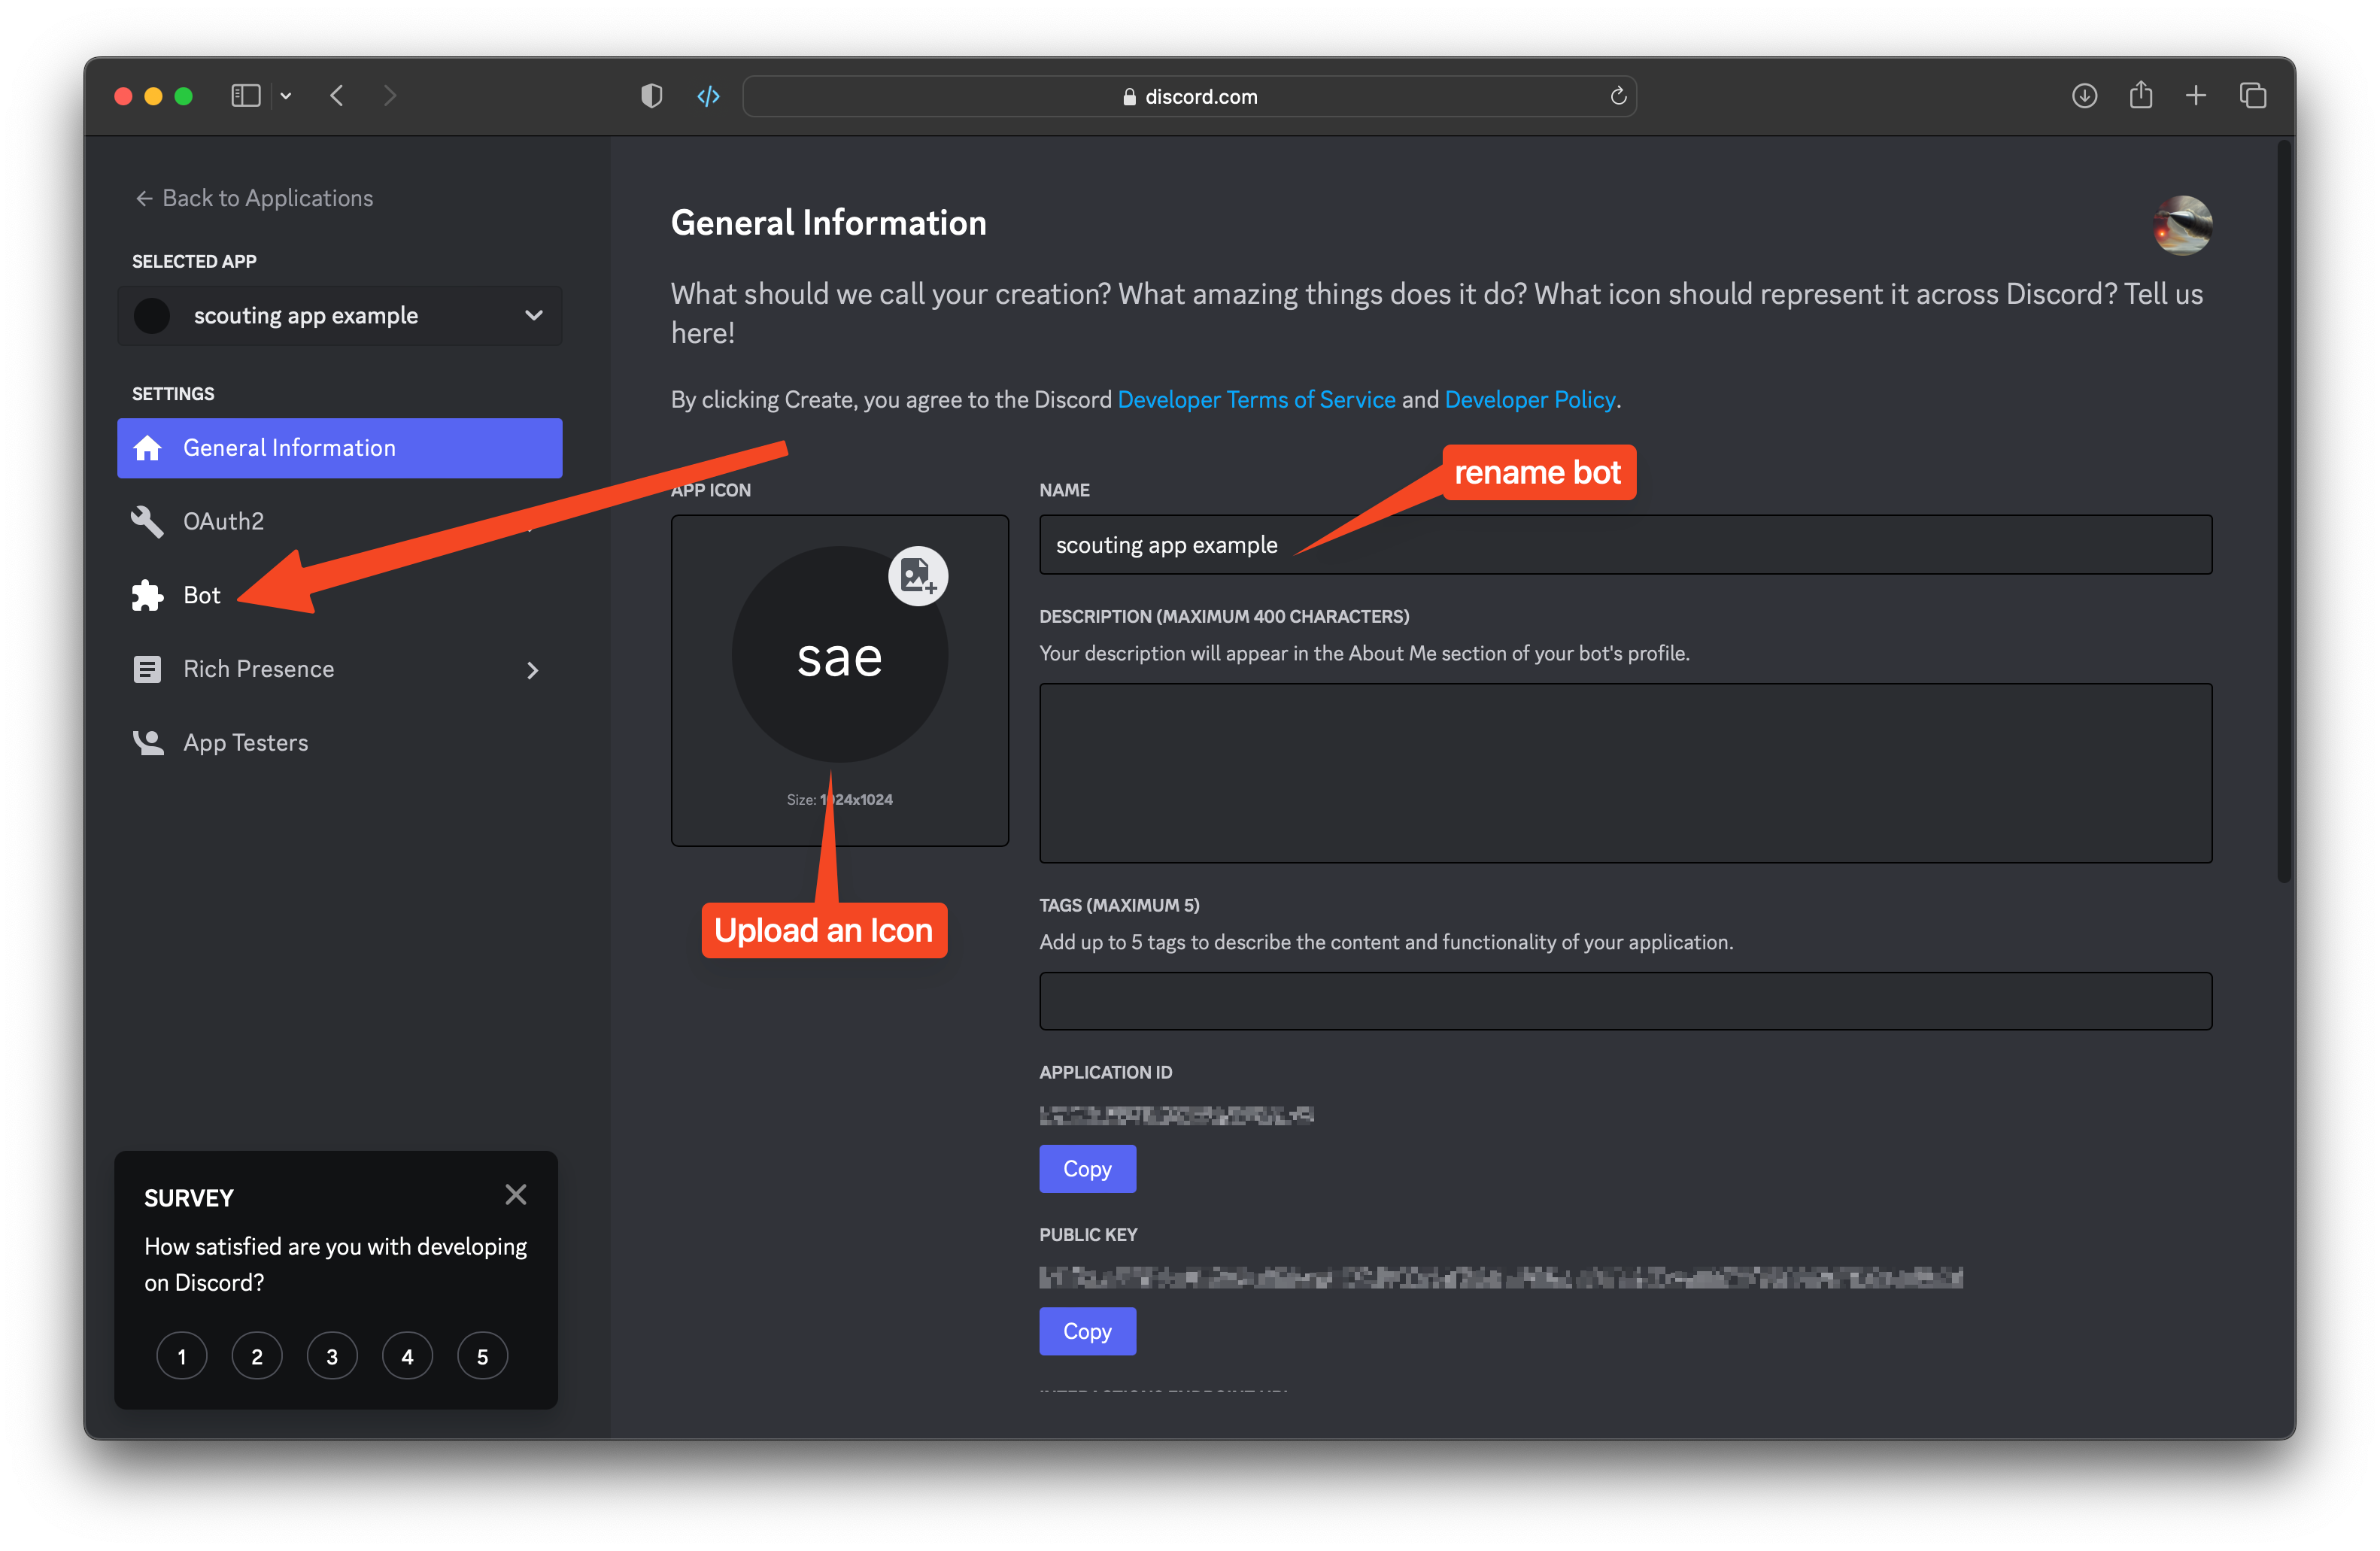 discord.com
← Back to Applications
SELECTED APP
scouting app example
SETTINGS
General Information
OAuth2
Bot
Rich Presence
App Testers
SURVEY
How satisfied are you with developing
on Discord?
1 2 3 4 5
General Information
What should we call your creation? What amazing things does it do? What icon should represent it across Discord? Tell us
here!
By clicking Create, you agree to the Discord Developer Terms of Service and Developer Policy.
APP ICON
sae
Size: 1024x1024
Upload an Icon
rename bot
NAME
scouting app example
DESCRIPTION (MAXIMUM 400 CHARACTERS)
Your description will appear in the About Me section of your bot's profile.
TAGS (MAXIMUM 5)
Add up to 5 tags to describe the content and functionality of your application.
APPLICATION ID
Copy
PUBLIC KEY
Copy